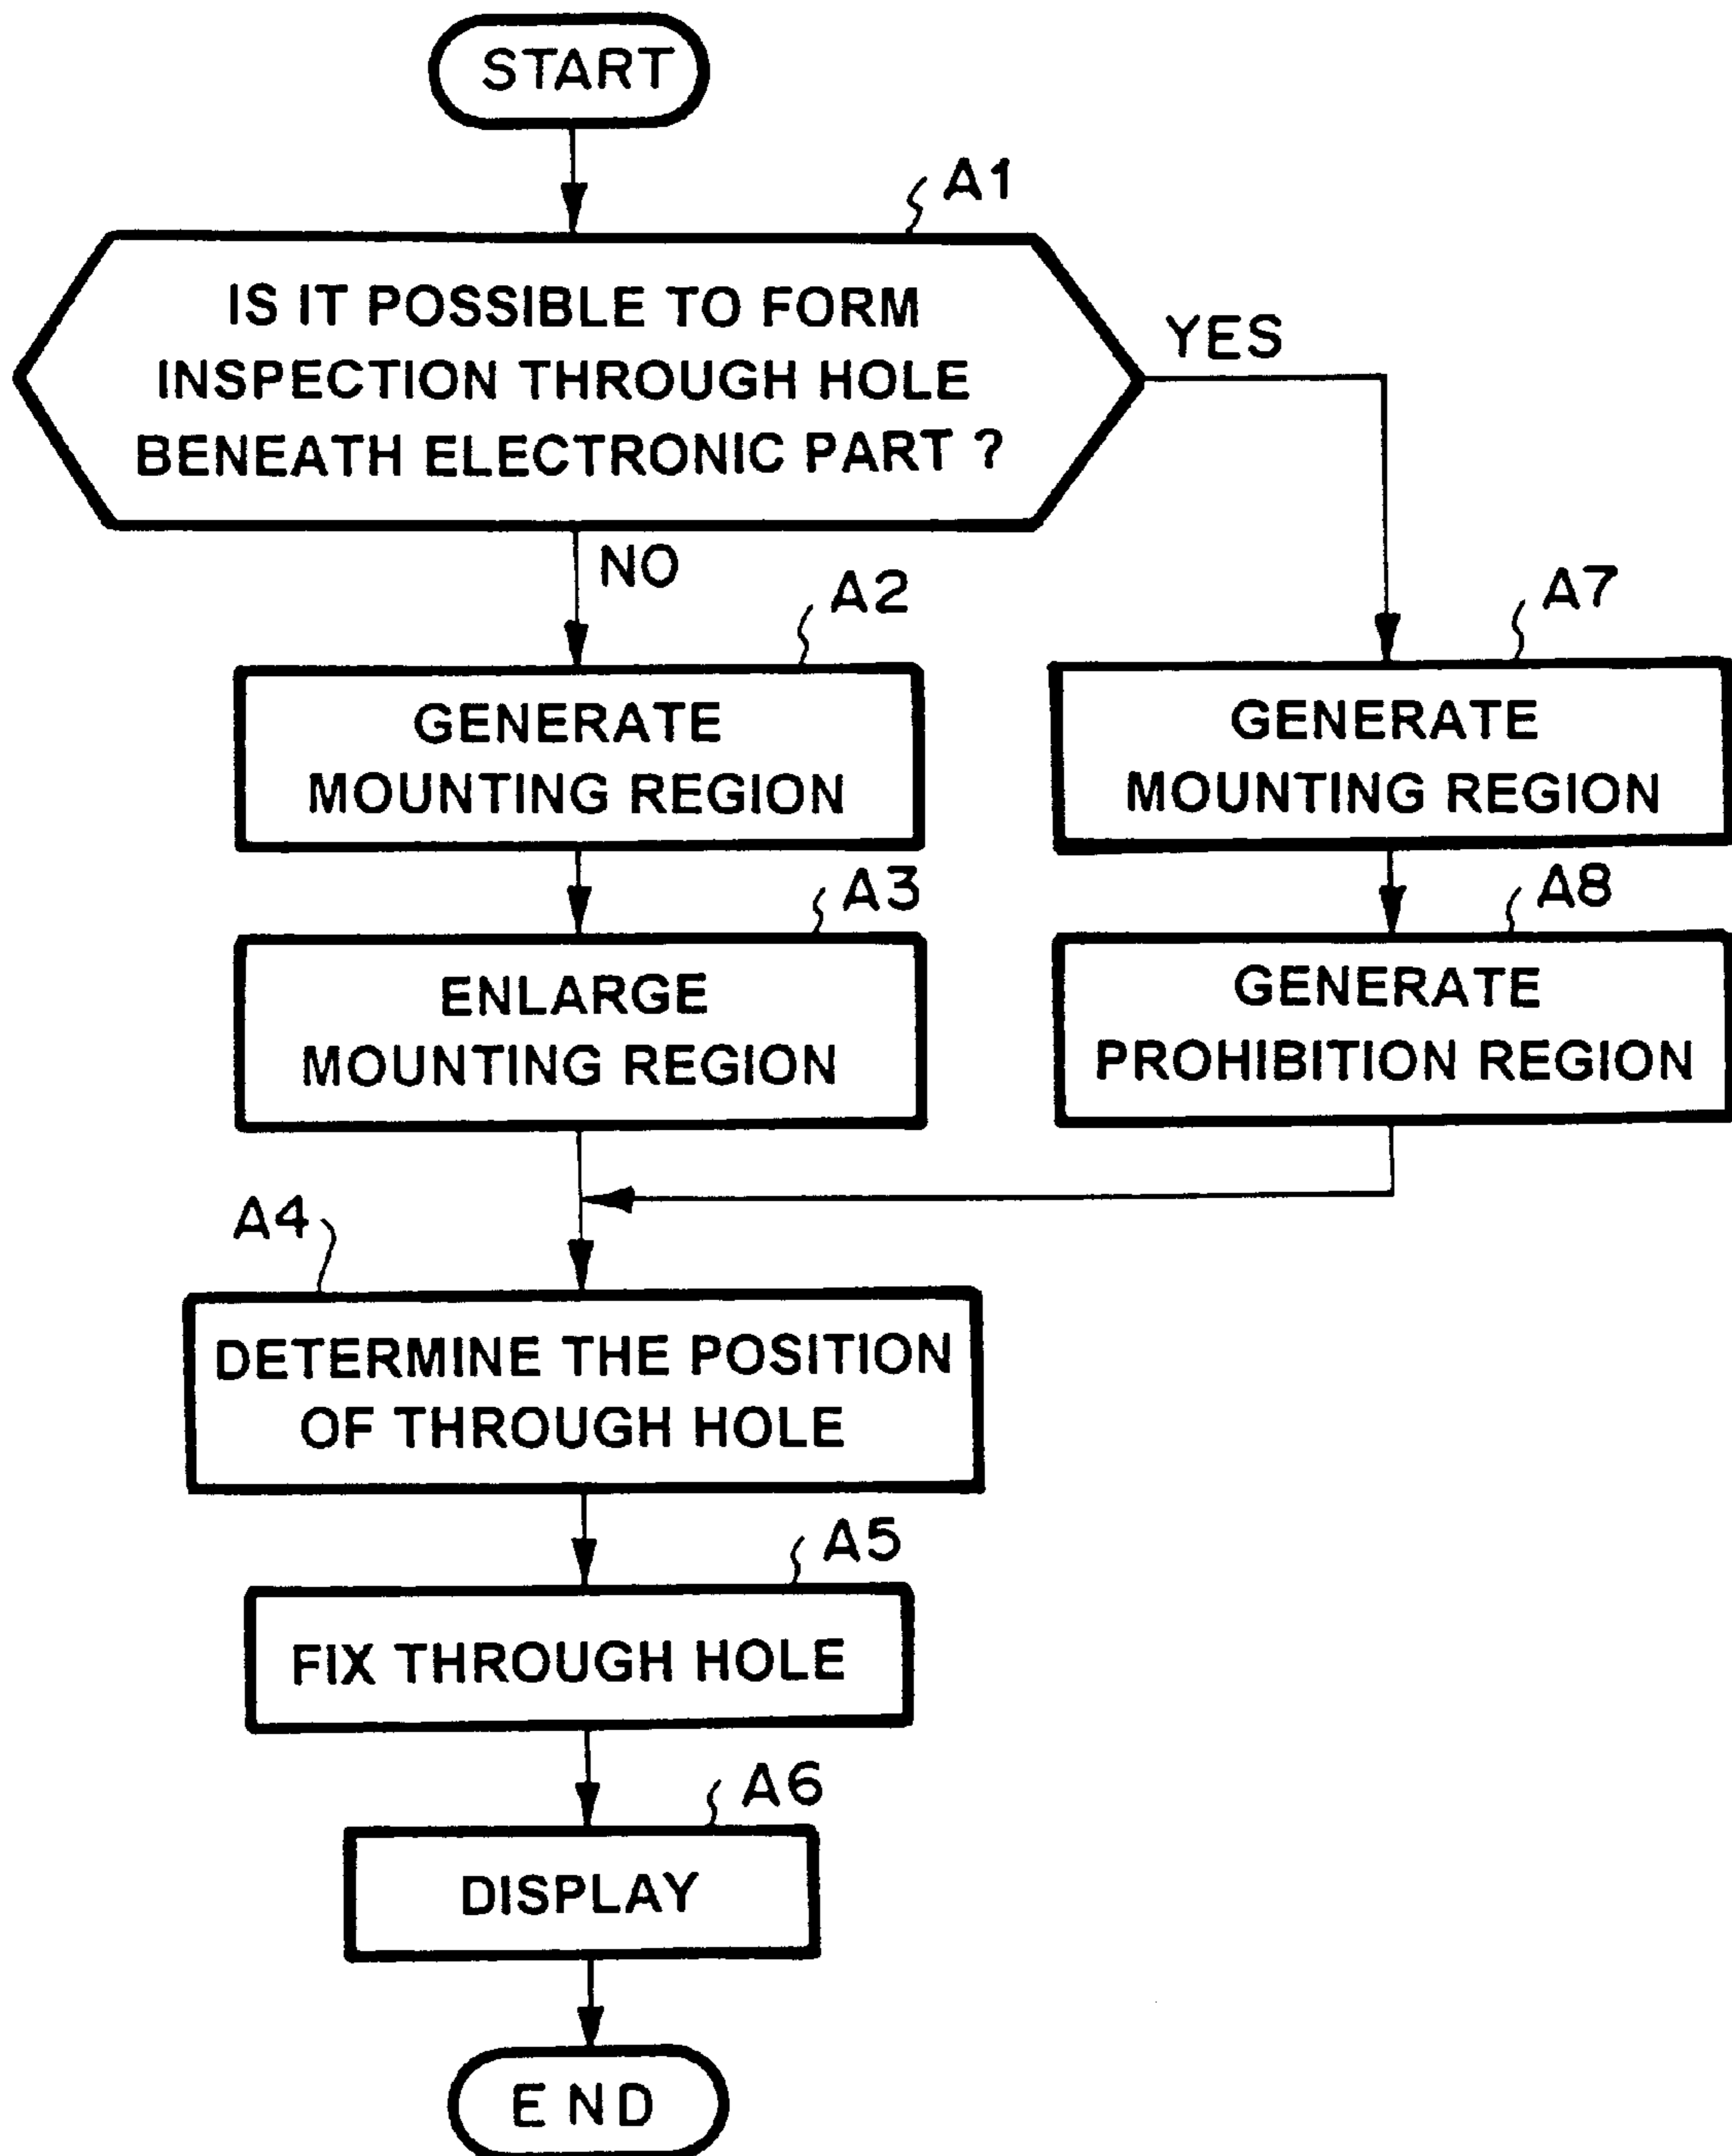 START
A1
IS IT POSSIBLE TO FORM
INSPECTION THROUGH HOLE
BENEATH ELECTRONIC PART ?
YES
NO
A2
GENERATE
MOUNTING REGION
A7
GENERATE
MOUNTING REGION
A3
ENLARGE
MOUNTING REGION
A8
GENERATE
PROHIBITION REGION
A4
DETERMINE THE POSITION
OF THROUGH HOLE
A5
FIX THROUGH HOLE
A6
DISPLAY
END